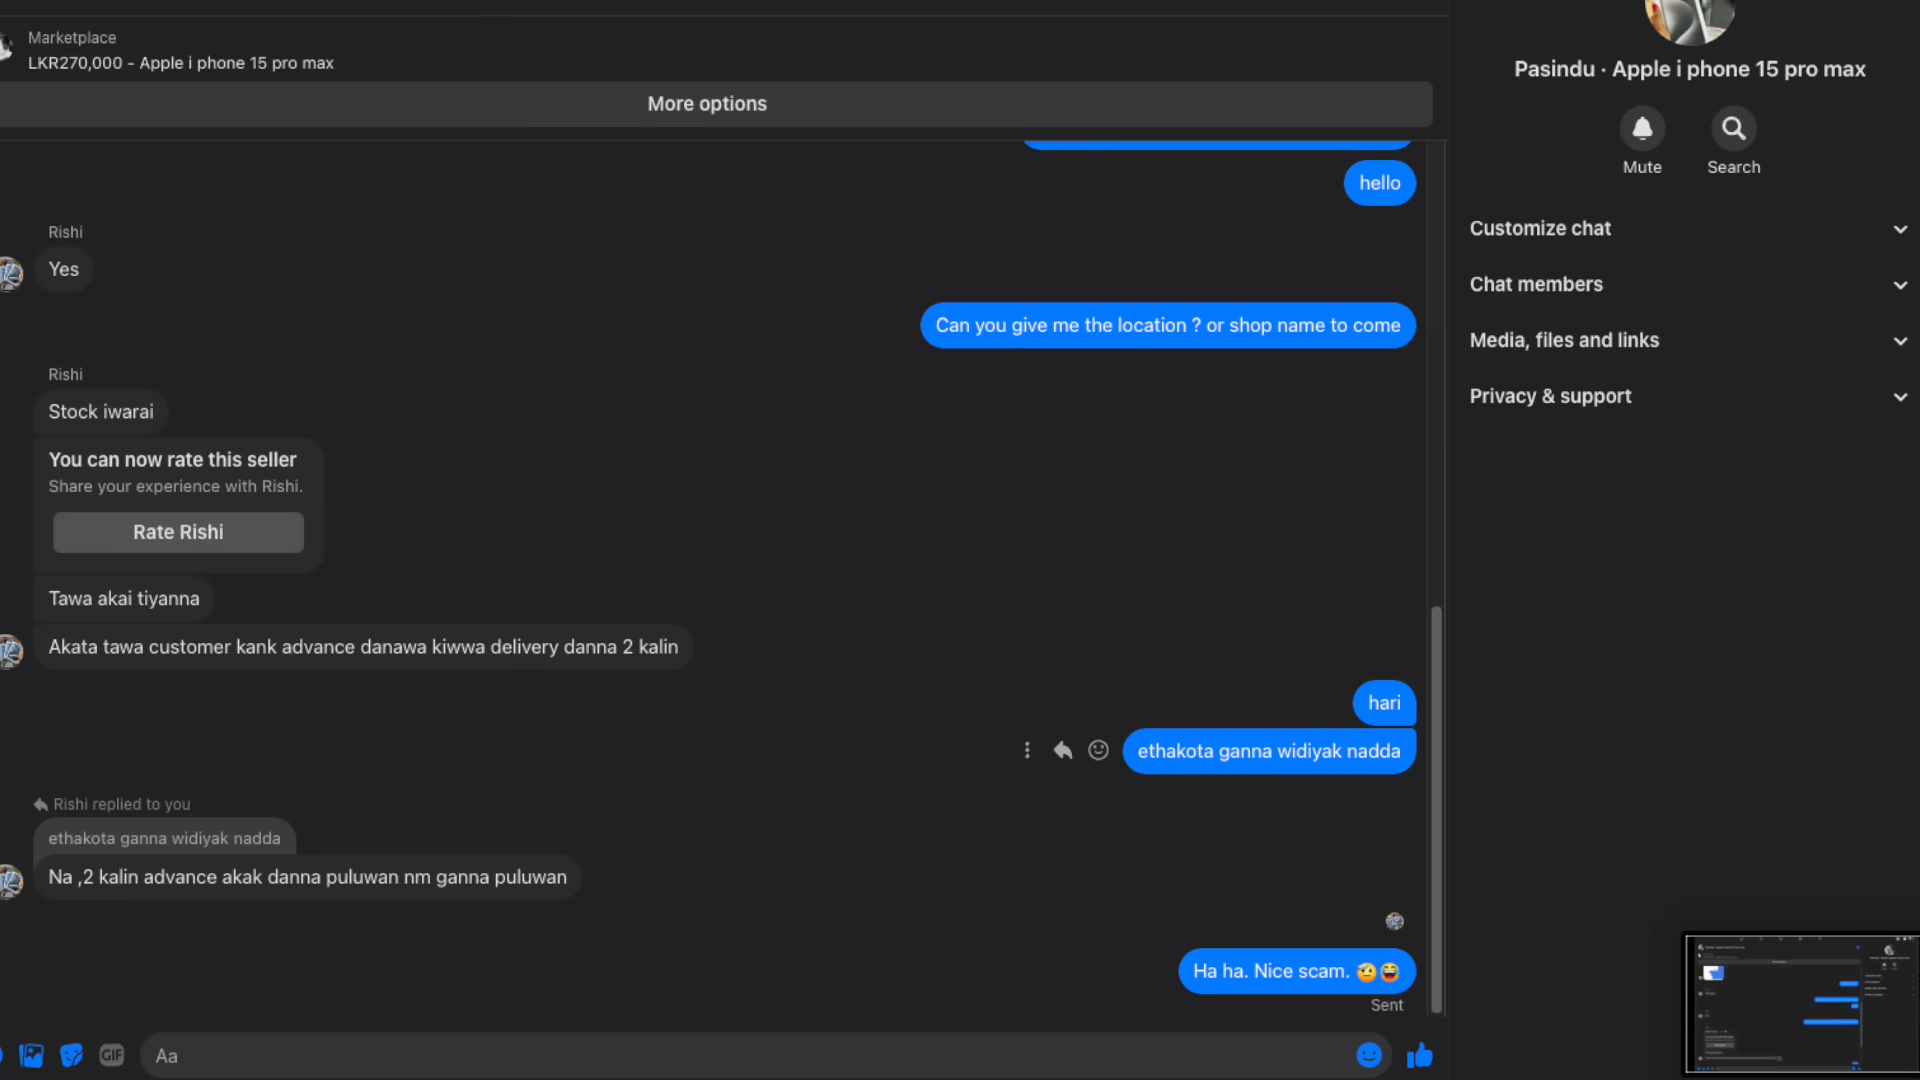 Marketplace
LKR270,000 - Apple i phone 15 pro max
More options
hello
Rishi
Yes
Can you give me the location ? or shop name to come
Rishi
Stock iwarai
You can now rate this seller
Share your experience with Rishi.
Rate Rishi
Tawa akai tiyanna
Akata tawa customer kank advance danawa kiwwa delivery danna 2 kalin
hari
ethakota ganna widiyak nadda
Rishi replied to you
ethakota ganna widiyak nadda
Na ,2 kalin advance akak danna puluwan nm ganna puluwan
Ha ha. Nice scam. 🤕😂
Sent
GIF
Aa
Pasindu · Apple i phone 15 pro max
Mute
Search
Customize chat
Chat members
Media, files and links
Privacy & support